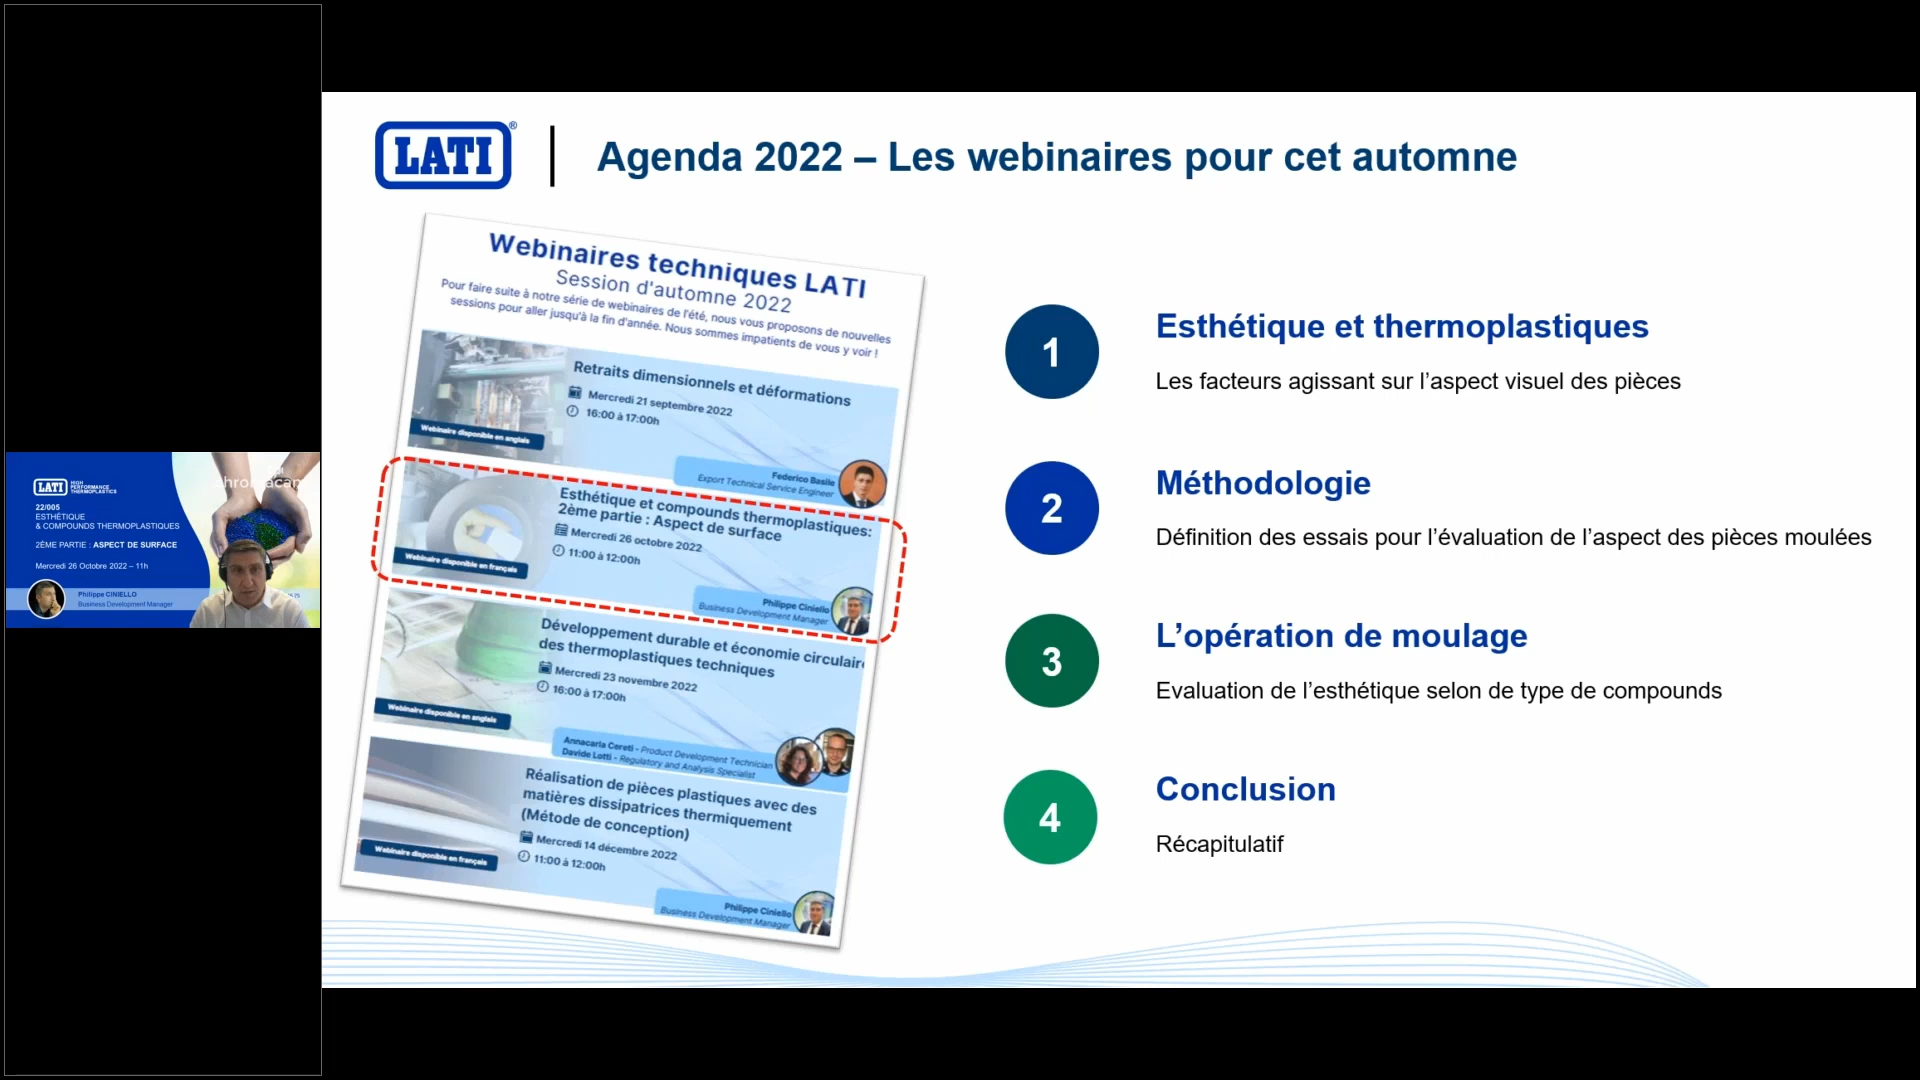 LATI
HIGH
PERFORMANCE
THERMOPLASTICS
22/005
ESTHÉTIQUE
& COMPOUNDS THERMOPLASTIQUES
2ÈME PARTIE : ASPECT DE SURFACE
Mercredi 26 Octobre 2022 – 11h
Philippe CINIELLO
Business Development Manager
LATI®
Agenda 2022 – Les webinaires pour cet automne
Webinaires techniques LATI
Session d'automne 2022
Pour faire suite à notre série de webinaires de l'été, nous vous proposons de nouvelles
sessions pour aller jusqu'à la fin d'année. Nous sommes impatients de vous y voir !
Retraits dimensionnels et déformations
Mercredi 21 septembre 2022
16:00 à 17:00h
Webinaire disponible en anglais
Federico Basile
Export Technical Service Engineer
Esthétique et compounds thermoplastiques:
2ème partie : Aspect de surface
Mercredi 26 octobre 2022
11:00 à 12:00h
Webinaire disponible en français
Philippe Ciniello
Business Development Manager
Développement durable et économie circulaire
des thermoplastiques techniques
Mercredi 23 novembre 2022
16:00 à 17:00h
Webinaire disponible en anglais
Annacarla Cereti - Product Development Technician
Davide Lotti - Regulatory and Analysis Specialist
Réalisation de pièces plastiques avec des
matières dissipatrices thermiquement
(Métode de conception)
Mercredi 14 décembre 2022
11:00 à 12:00h
Webinaire disponible en français
Philippe Ciniello
Business Development Manager
1
Esthétique et thermoplastiques
Les facteurs agissant sur l’aspect visuel des pièces
2
Méthodologie
Définition des essais pour l’évaluation de l’aspect des pièces moulées
3
L’opération de moulage
Evaluation de l’esthétique selon de type de compounds
4
Conclusion
Récapitulatif